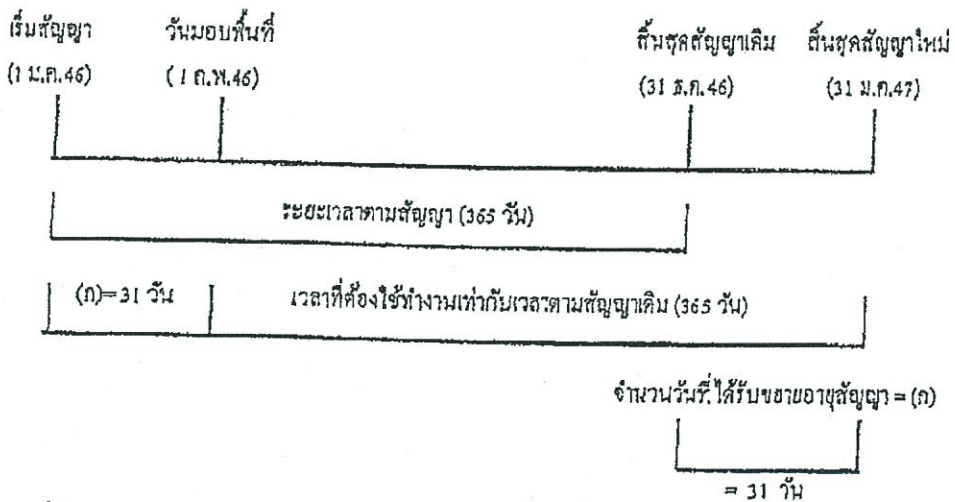 เริ่มสัญญา วันมอบพื้นที่ สิ้นสุดสัญญาเดิม สิ้นสุดสัญญาใหม่
(1 ม.ค.46) (1 ก.พ.46) (31 ธ.ค.46) (31 ม.ค.47)
ระยะเวลาตามสัญญา (365 วัน)
(ก)=31 วัน เวลาที่ต้องใช้ทำงานเท่ากับเวลาตามสัญญาเดิม (365 วัน)
จำนวนวันที่ได้รับขยายอายุสัญญา = (ก)
= 31 วัน